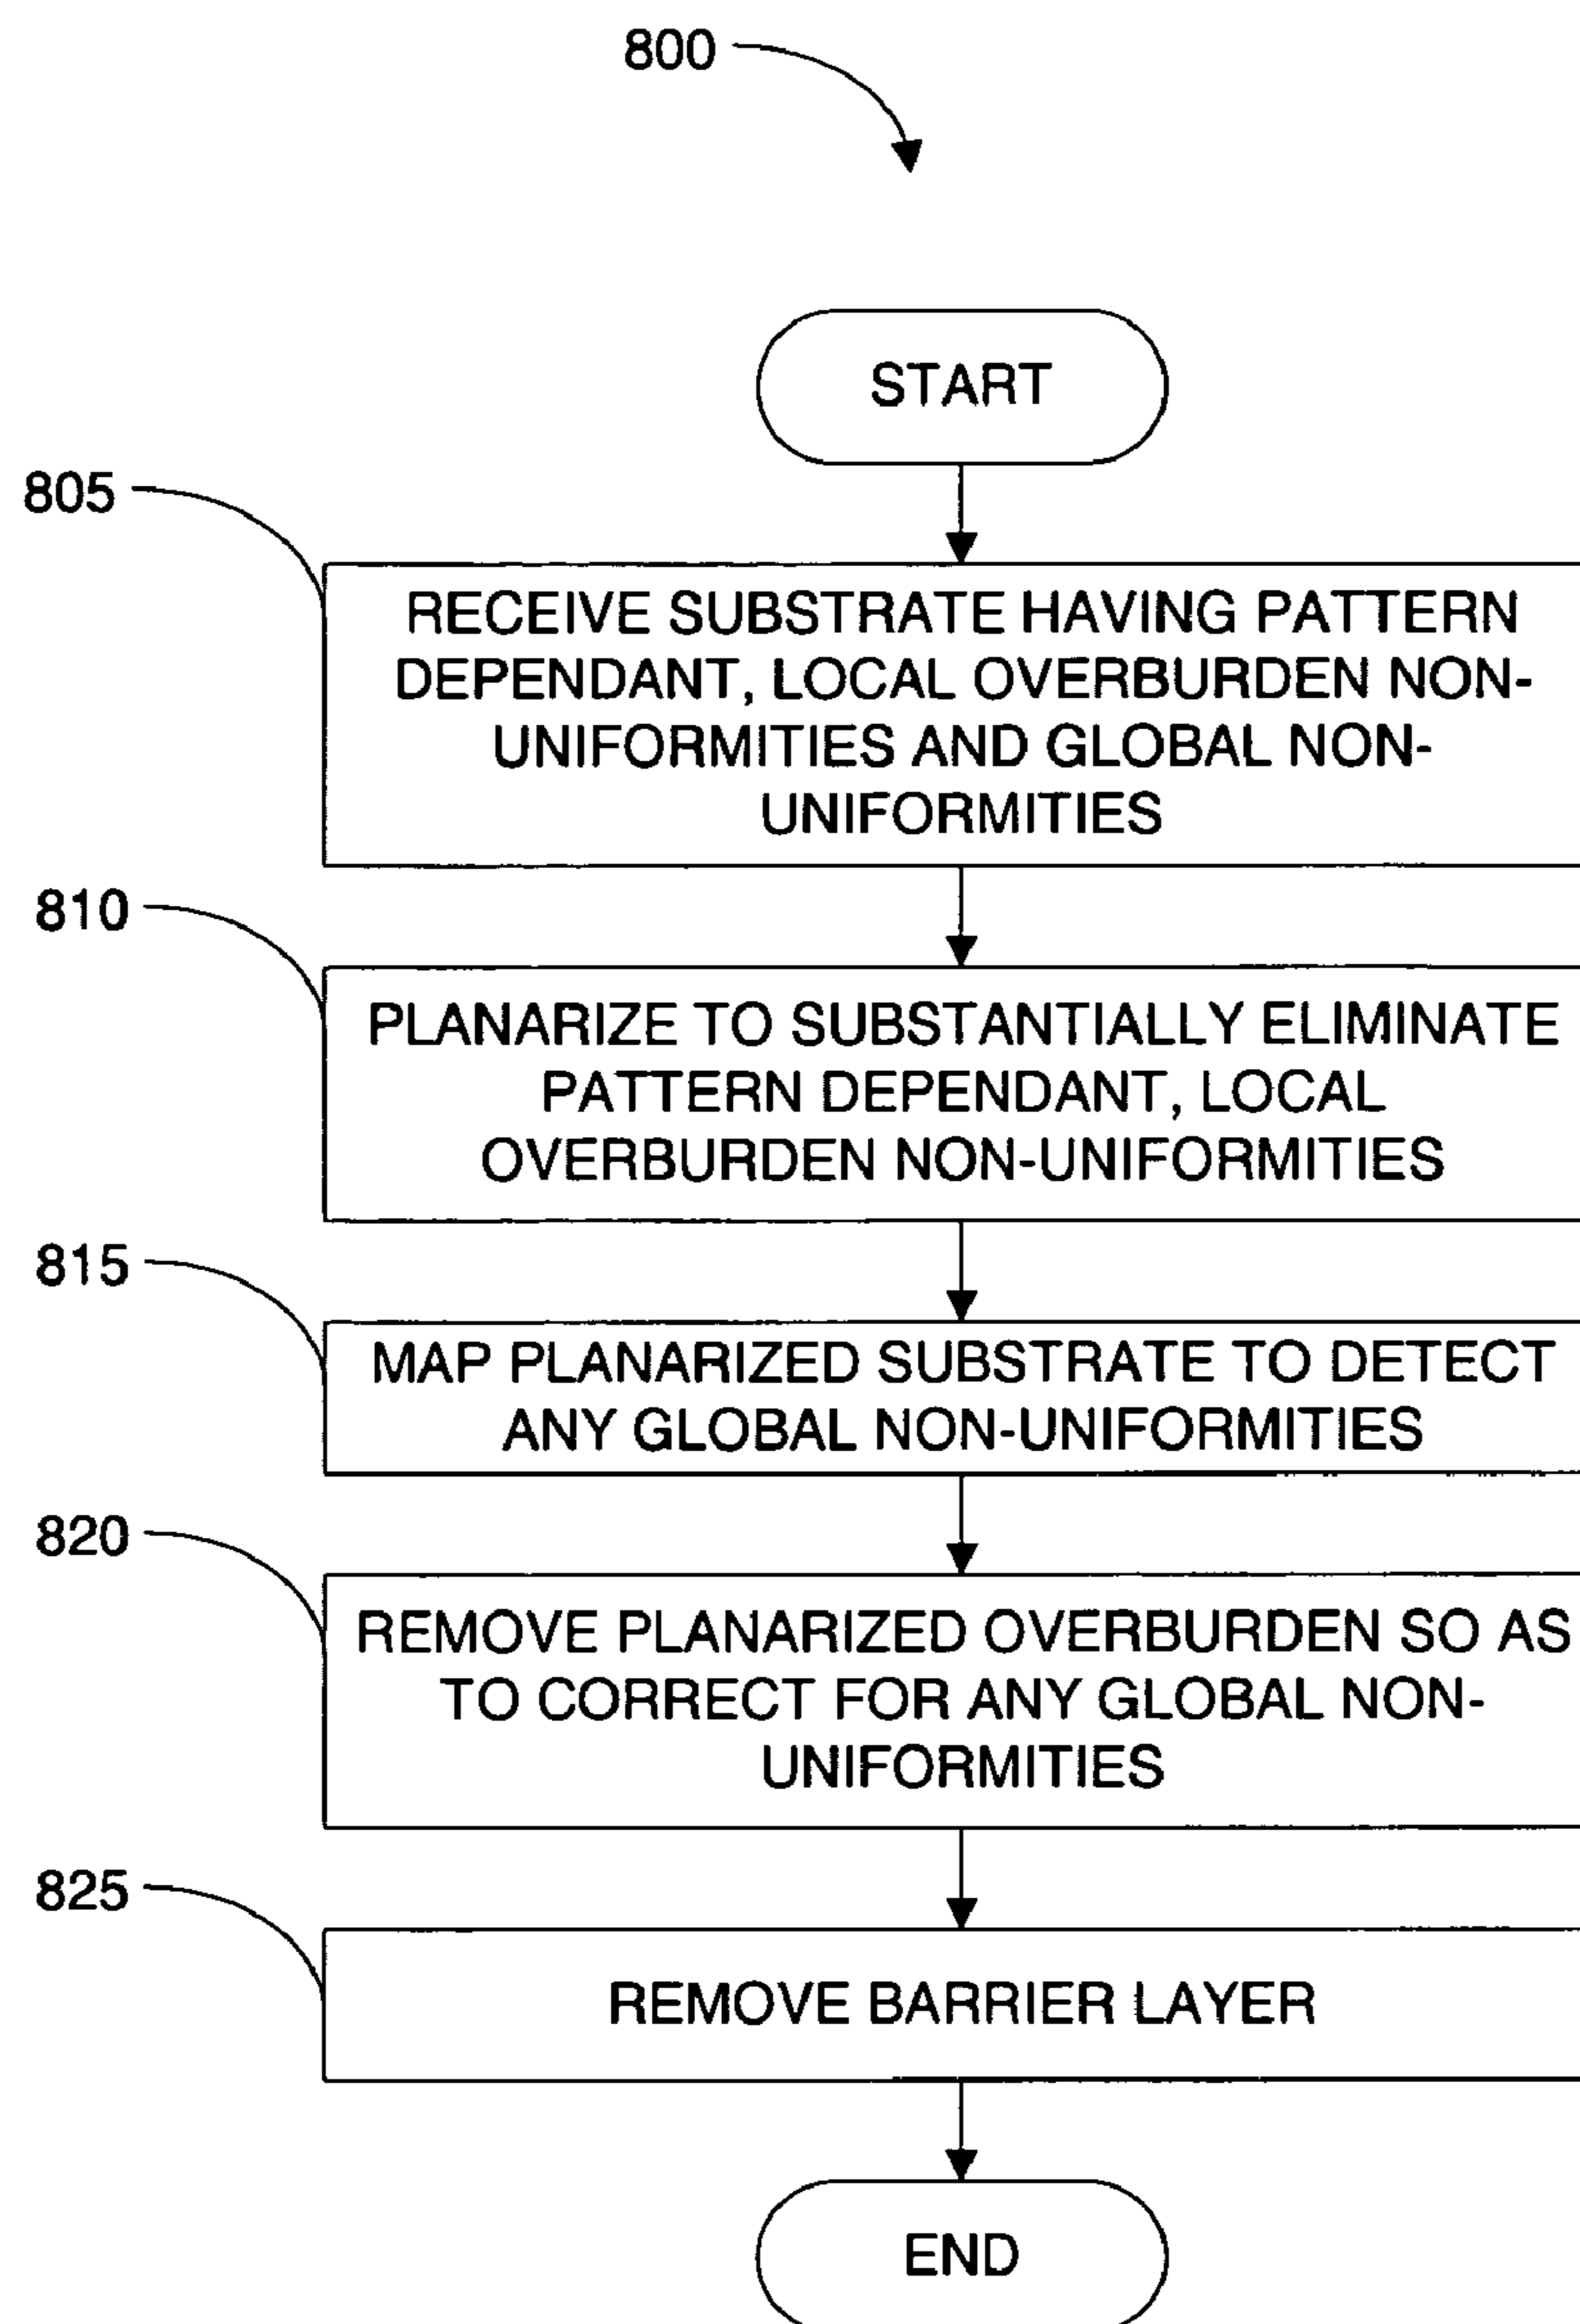 800
START
805
RECEIVE SUBSTRATE HAVING PATTERN
DEPENDANT, LOCAL OVERBURDEN NON-
UNIFORMITIES AND GLOBAL NON-
UNIFORMITIES
810
PLANARIZE TO SUBSTANTIALLY ELIMINATE
PATTERN DEPENDANT, LOCAL
OVERBURDEN NON-UNIFORMITIES
815
MAP PLANARIZED SUBSTRATE TO DETECT
ANY GLOBAL NON-UNIFORMITIES
820
REMOVE PLANARIZED OVERBURDEN SO AS
TO CORRECT FOR ANY GLOBAL NON-
UNIFORMITIES
825
REMOVE BARRIER LAYER
END